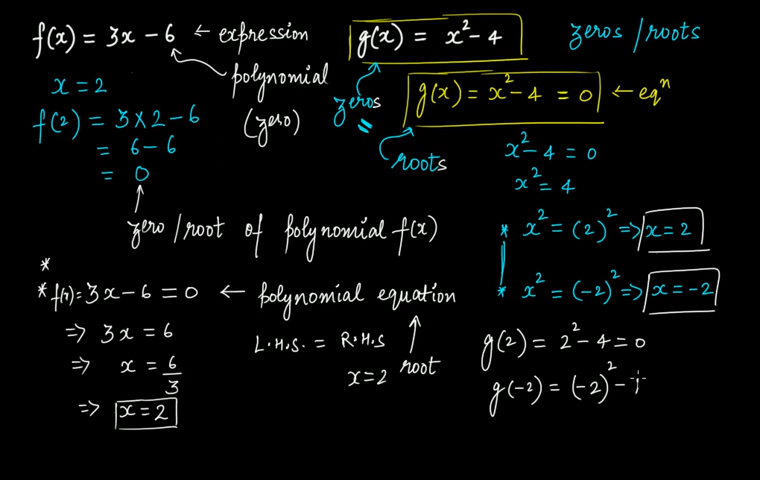 f(x) = 3x - 6 ← expression
polynomial
(zero)
x = 2
f(2) = 3 × 2 - 6
= 6 - 6
= 0
zero/root of polynomial f(x)
*
* f(x) = 3x - 6 = 0 ← polynomial equation
⇒ 3x = 6
⇒ x = 6/3
⇒ x = 2
L.H.S. = R.H.S
x = 2
root
g(x) = x² - 4
zeros
g(x) = x² - 4 = 0 ← eqⁿ
roots
zeros/roots
x² - 4 = 0
x² = 4
* x² = (2)² ⇒ x = 2
* x² = (-2)² ⇒ x = -2
g(2) = 2² - 4 = 0
g(-2) = (-2)² -